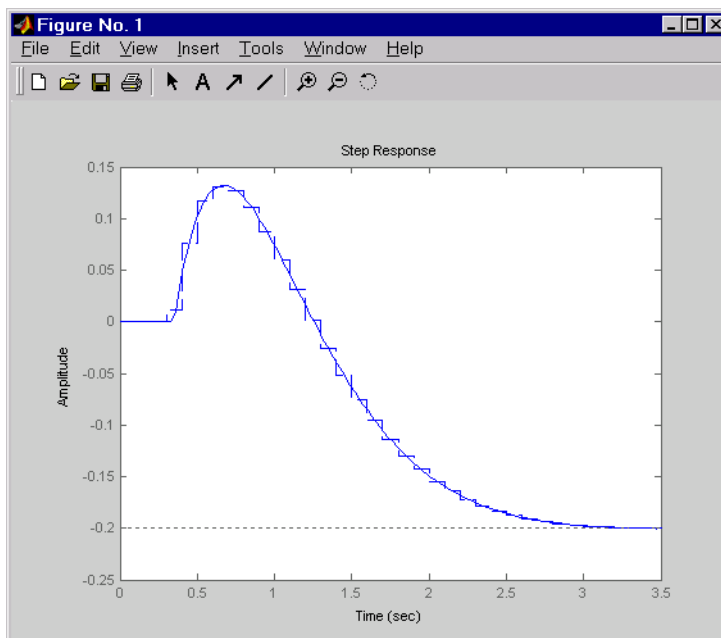 Figure No. 1
File Edit View Insert Tools Window Help
A
Step Response
0.15
0.1
0.05
0
-0.05
-0.1
-0.15
-0.2
-0.25
Amplitude
0 0.5 1 1.5 2 2.5 3 3.5
Time (sec)